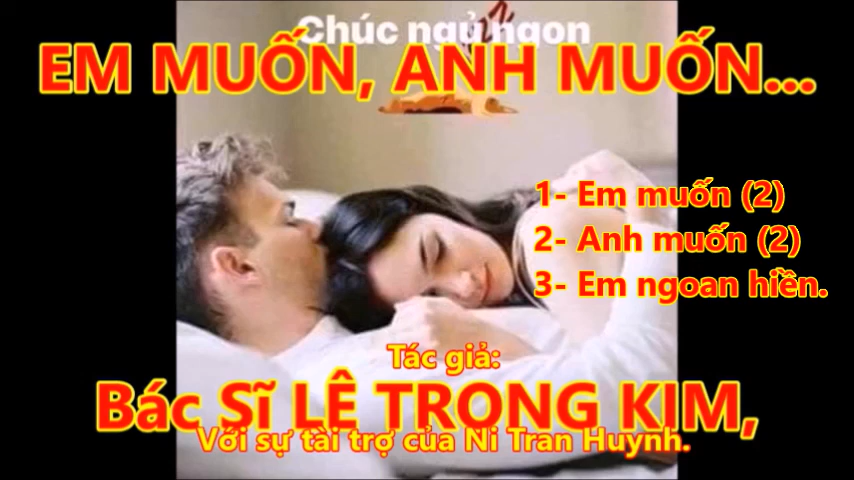 Chúc ngủ ngon
EM MUỐN, ANH MUỐN...
1- Em muốn (2)
2- Anh muốn (2)
3- Em ngoan hiền.
Tác giả:
Bác Sĩ LÊ TRỌNG KIM,
Với sự tài trợ của Ni Tran Huynh.